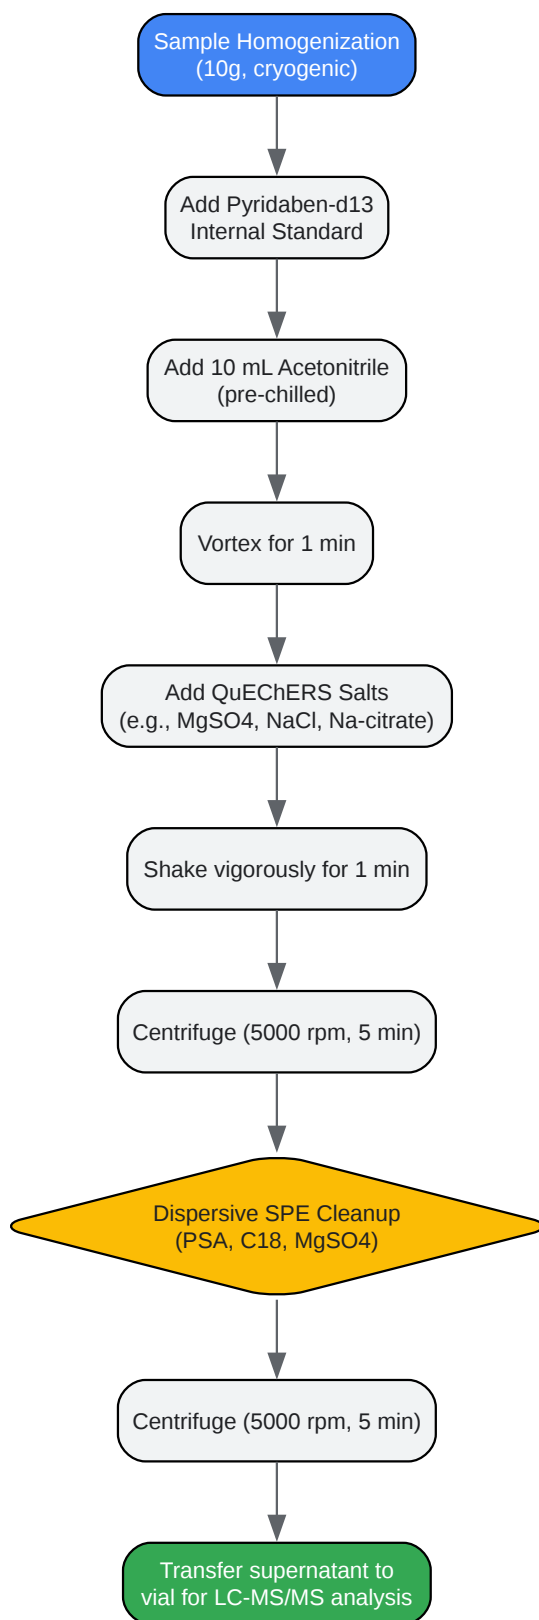 Sample Homogenization
(10g, cryogenic)
Add Pyridaben-d13
Internal Standard
Add 10 mL Acetonitrile
(pre-chilled)
Vortex for 1 min
Add QuEChERS Salts
(e.g., MgSO4, NaCl, Na-citrate)
Shake vigorously for 1 min
Centrifuge (5000 rpm, 5 min)
Dispersive SPE Cleanup
(PSA, C18, MgSO4)
Centrifuge (5000 rpm, 5 min)
Transfer supernatant to
vial for LC-MS/MS analysis